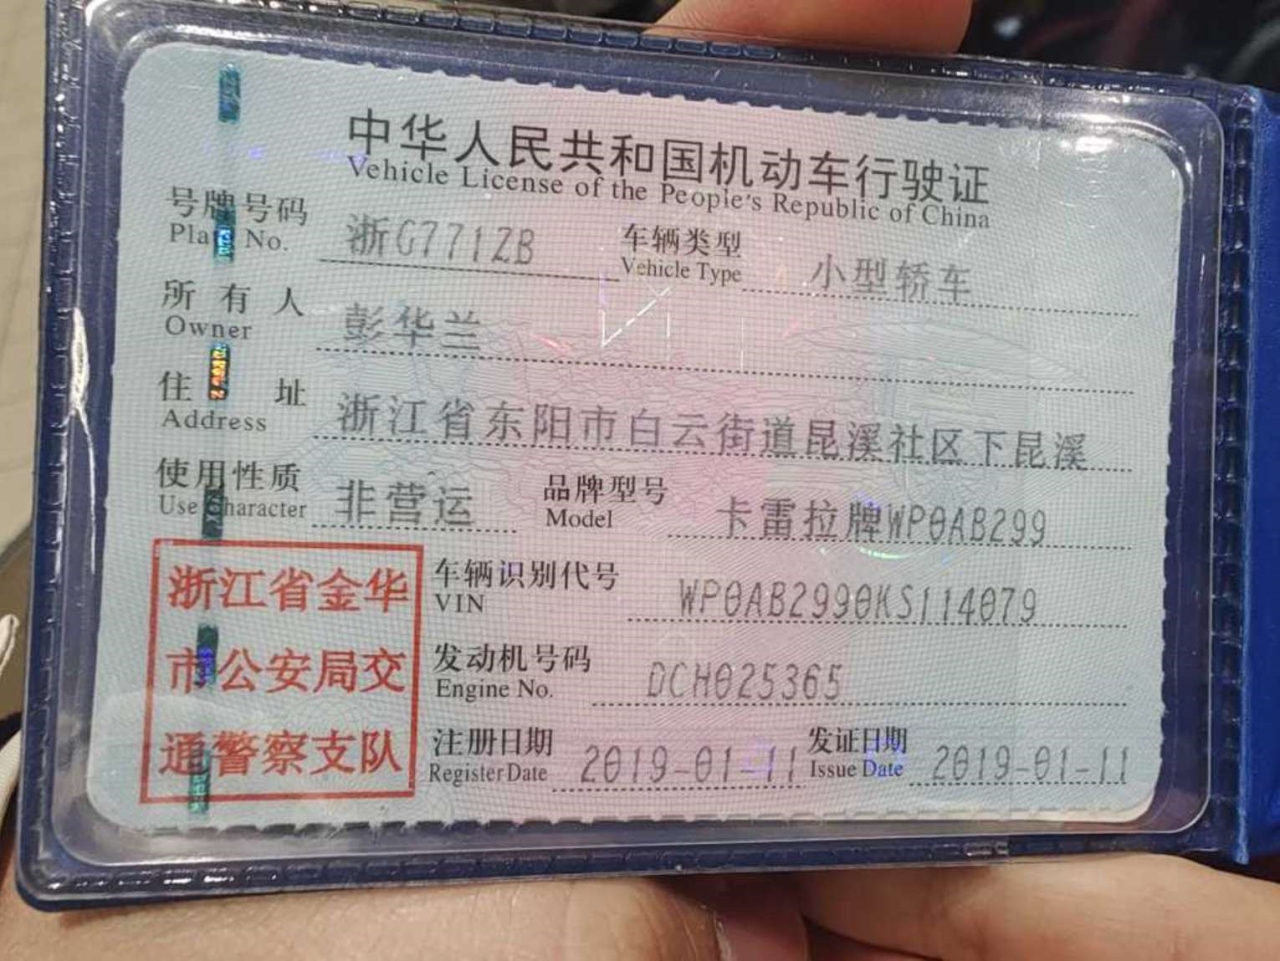 中华人民共和国机动车行驶证
Vehicle License of the People's Republic of China
号牌号码 浙G771ZB 车辆类型 小型轿车
Plate No. Vehicle Type
所有人 彭华兰
Owner
住址 浙江省东阳市白云街道昆溪社区下昆溪
Address
使用性质 非营运 品牌型号 卡雷拉牌WP0AB299
Use Character Model
浙江省金华
市公安局交
通警察支队
车辆识别代号 WP0AB2990KS114079
VIN
发动机号码 DCH025365
Engine No.
注册日期 2019-01-11 发证日期 2019-01-11
Register Date Issue Date